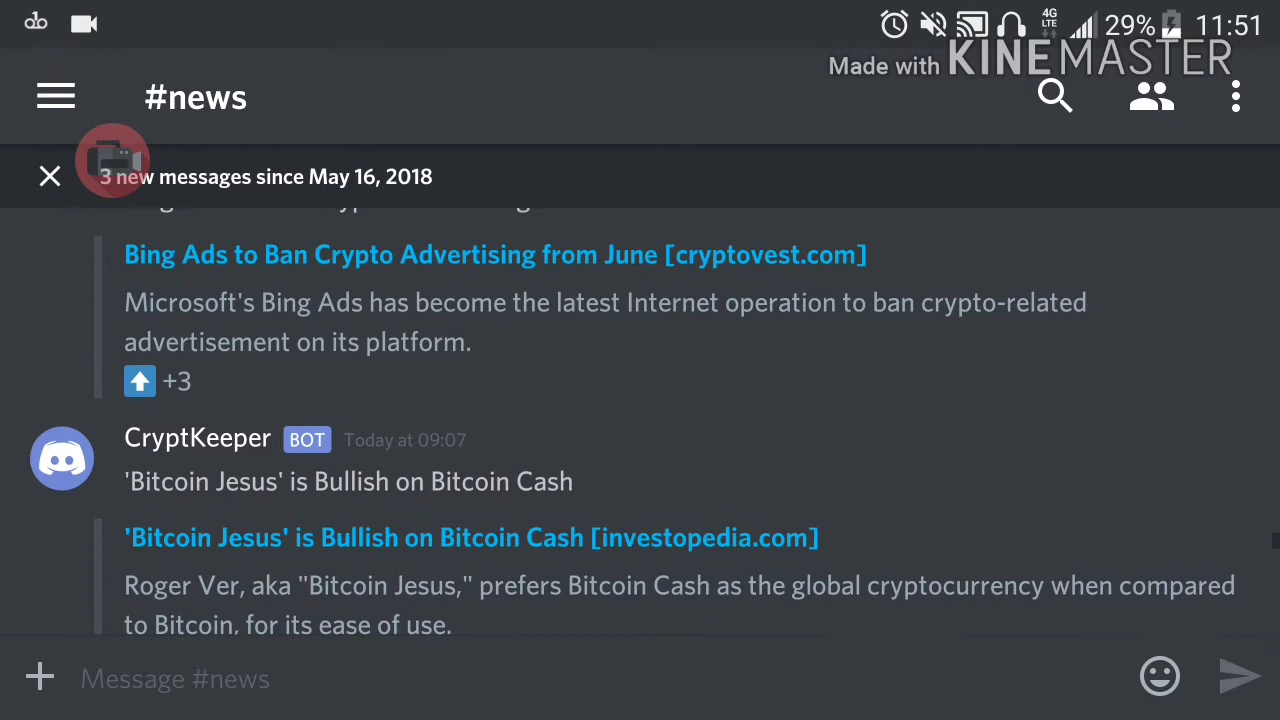 4G
LTE
29%
11:51
Made with KINEMASTER
#news
3 new messages since May 16, 2018
Bing Ads to Ban Crypto Advertising from June [cryptovest.com]
Microsoft's Bing Ads has become the latest Internet operation to ban crypto-related
advertisement on its platform.
+3
CryptKeeper BOT Today at 09:07
'Bitcoin Jesus' is Bullish on Bitcoin Cash
'Bitcoin Jesus' is Bullish on Bitcoin Cash [investopedia.com]
Roger Ver, aka "Bitcoin Jesus," prefers Bitcoin Cash as the global cryptocurrency when compared
to Bitcoin, for its ease of use.
Message #news